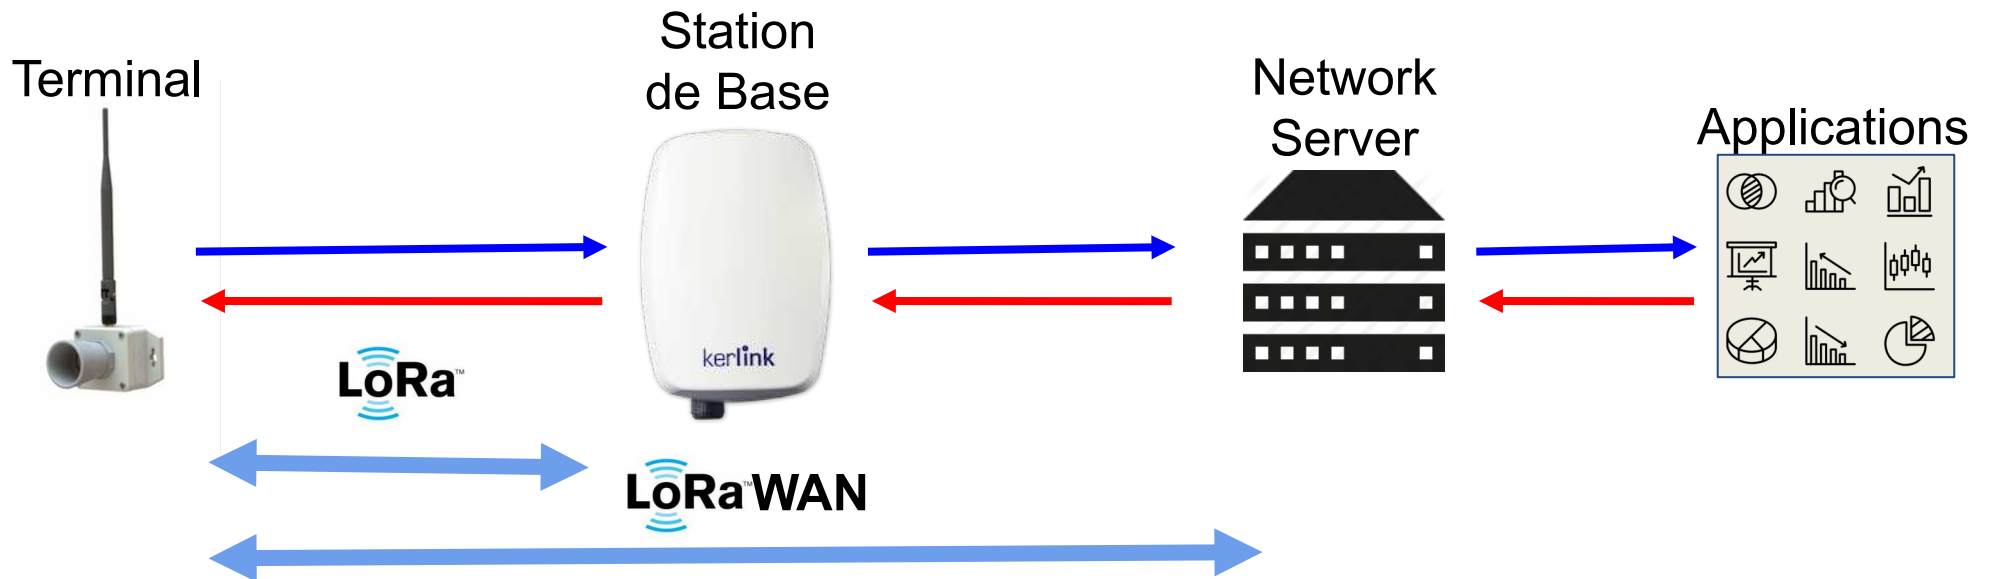 Terminal
Station
de Base
Network
Server
Applications
kerlink
LoRa™
LoRa™WAN